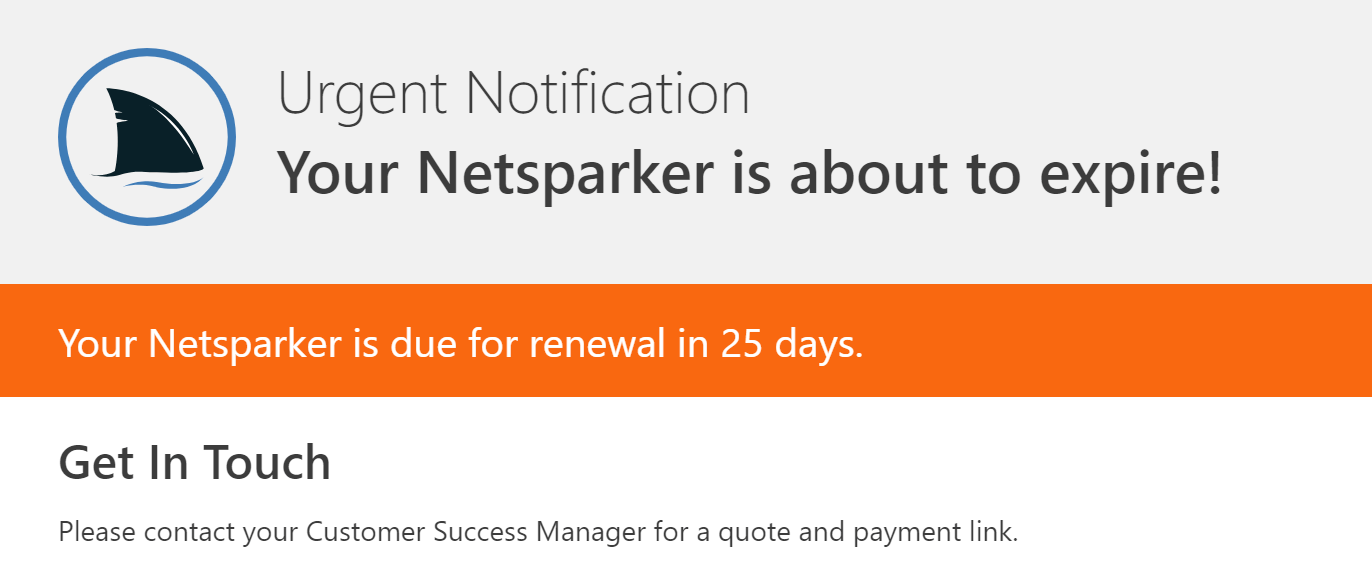 Urgent Notification
Your Netsparker is about to expire!
Your Netsparker is due for renewal in 25 days.
Get In Touch
Please contact your Customer Success Manager for a quote and payment link.